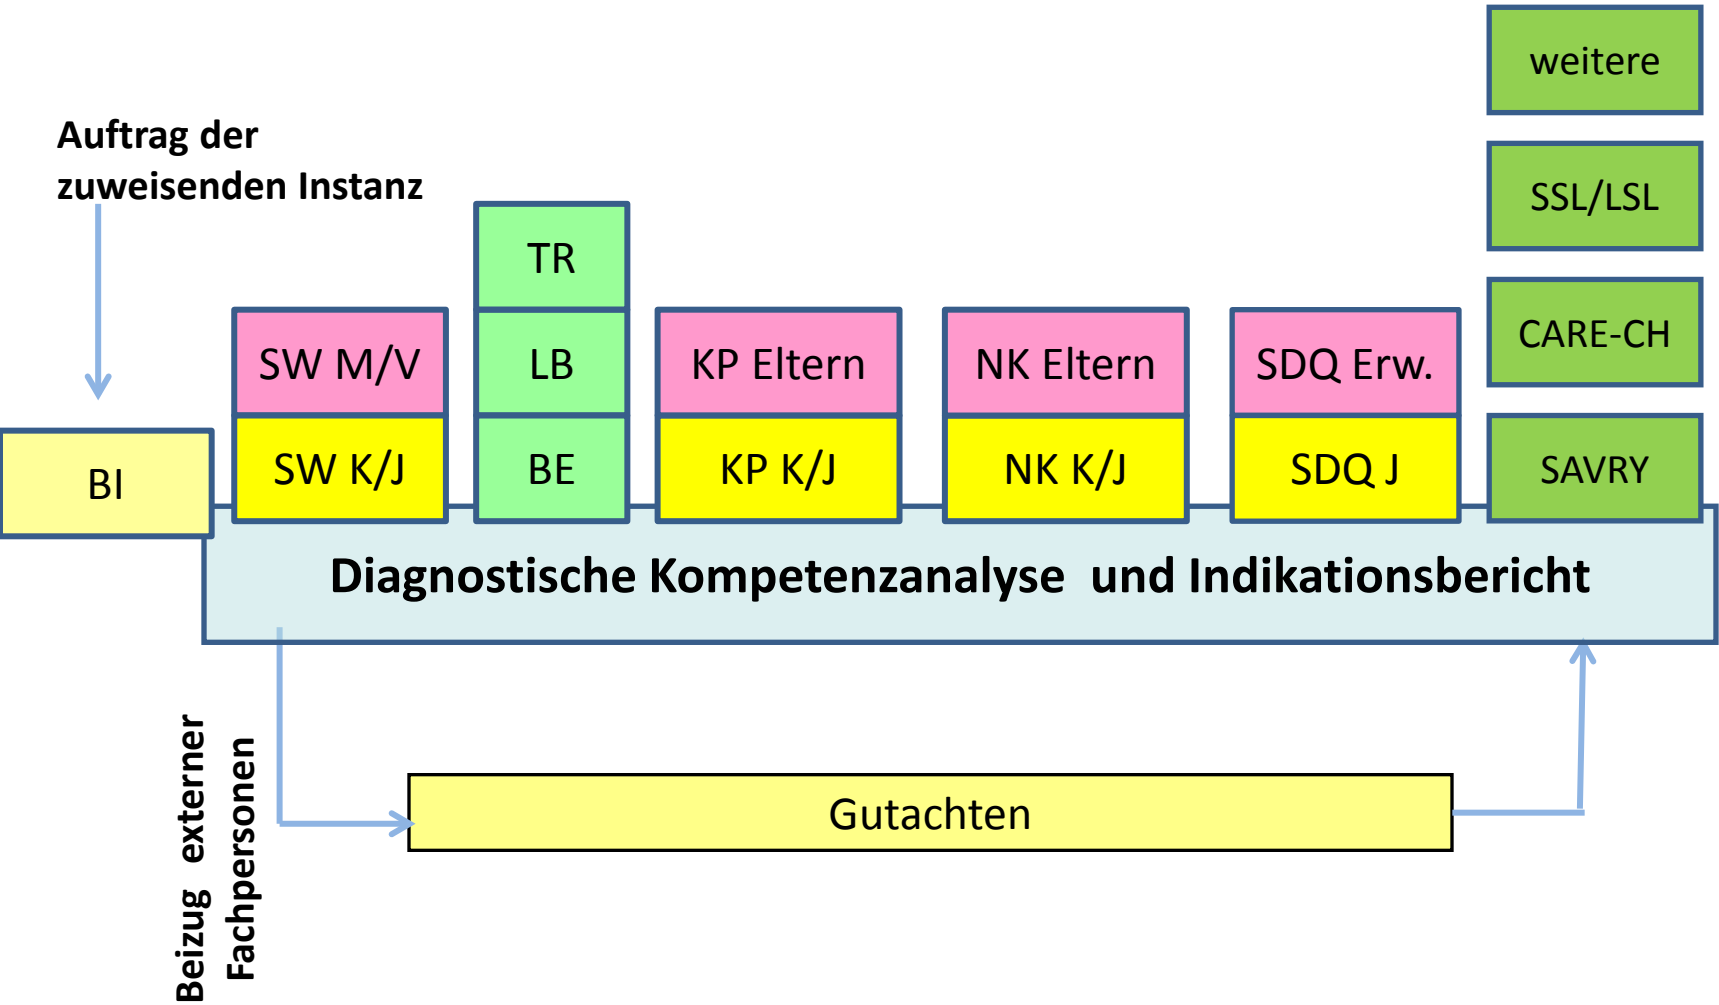 weitere
Auftrag der
zuweisenden Instanz
SSL/LSL
TR
CARE-CH
SW M/V
LB
KP Eltern
NK Eltern
SDQ Erw.
BI
SW K/J
BE
KP K/J
NK K/J
SDQ J
SAVRY
Diagnostische Kompetenzanalyse und Indikationsbericht
Beizug externer
Fachpersonen
Gutachten